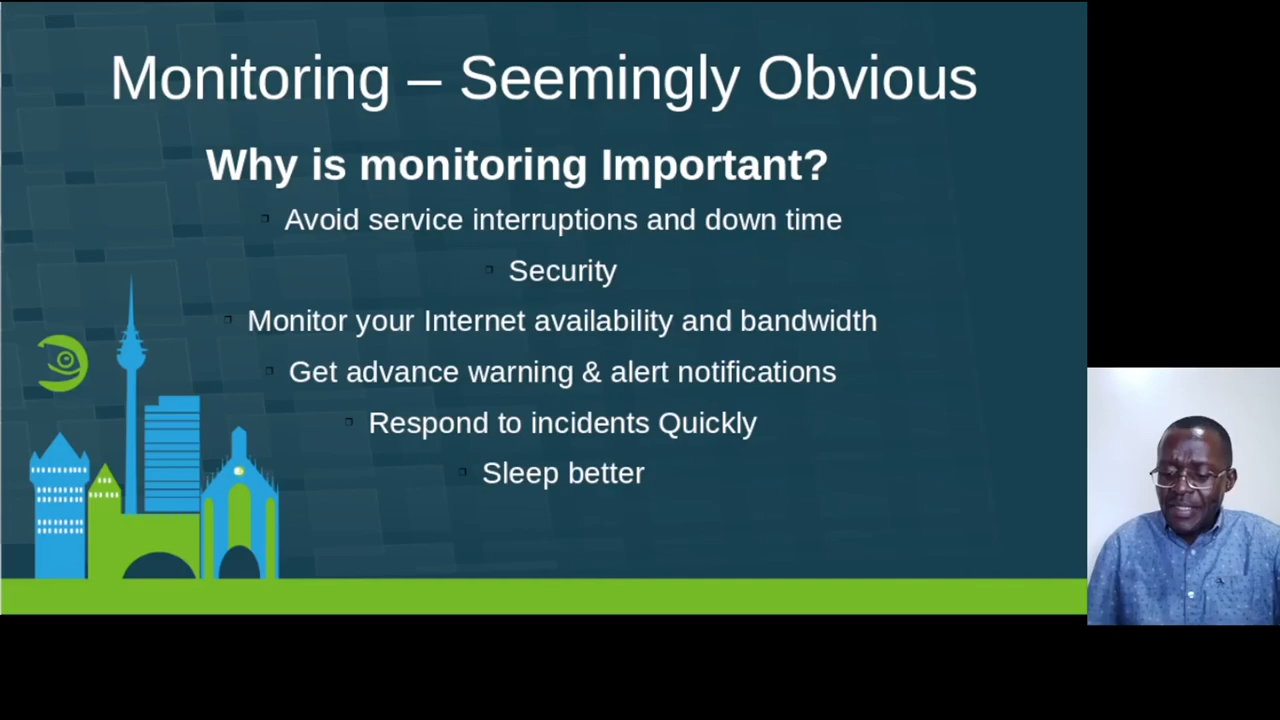 Monitoring – Seemingly Obvious
Why is monitoring Important?
Avoid service interruptions and down time
Security
Monitor your Internet availability and bandwidth
Get advance warning & alert notifications
Respond to incidents Quickly
Sleep better